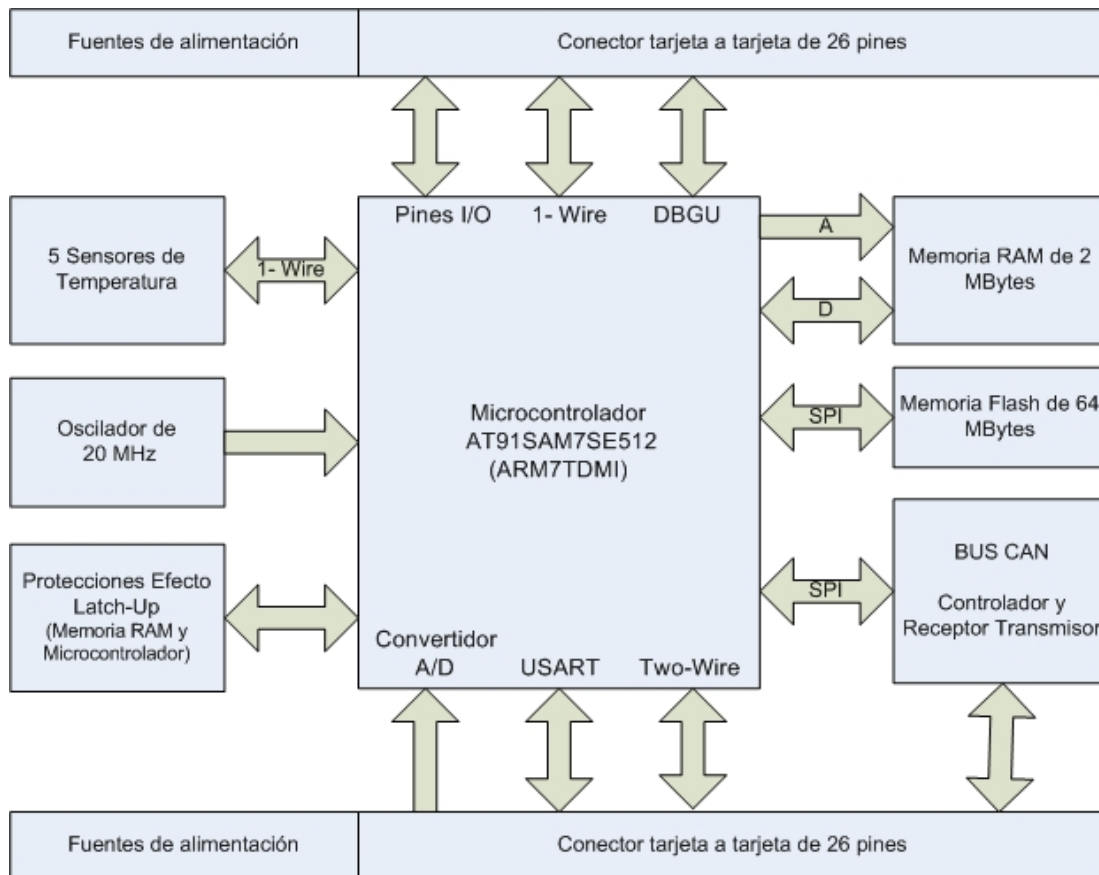 Fuentes de alimentación
Conector tarjeta a tarjeta de 26 pines
Pines I/O
1- Wire
DBGU
5 Sensores de
Temperatura
1- Wire
A
D
Memoria RAM de 2
MBytes
Oscilador de
20 MHz
Microcontrolador
AT91SAM7SE512
(ARM7TDMI)
SPI
Memoria Flash de 64
MBytes
Protecciones Efecto
Latch-Up
(Memoria RAM y
Microcontrolador)
SPI
BUS CAN
Controlador y
Receptor Transmisor
Convertidor
A/D
USART
Two-Wire
Fuentes de alimentación
Conector tarjeta a tarjeta de 26 pines